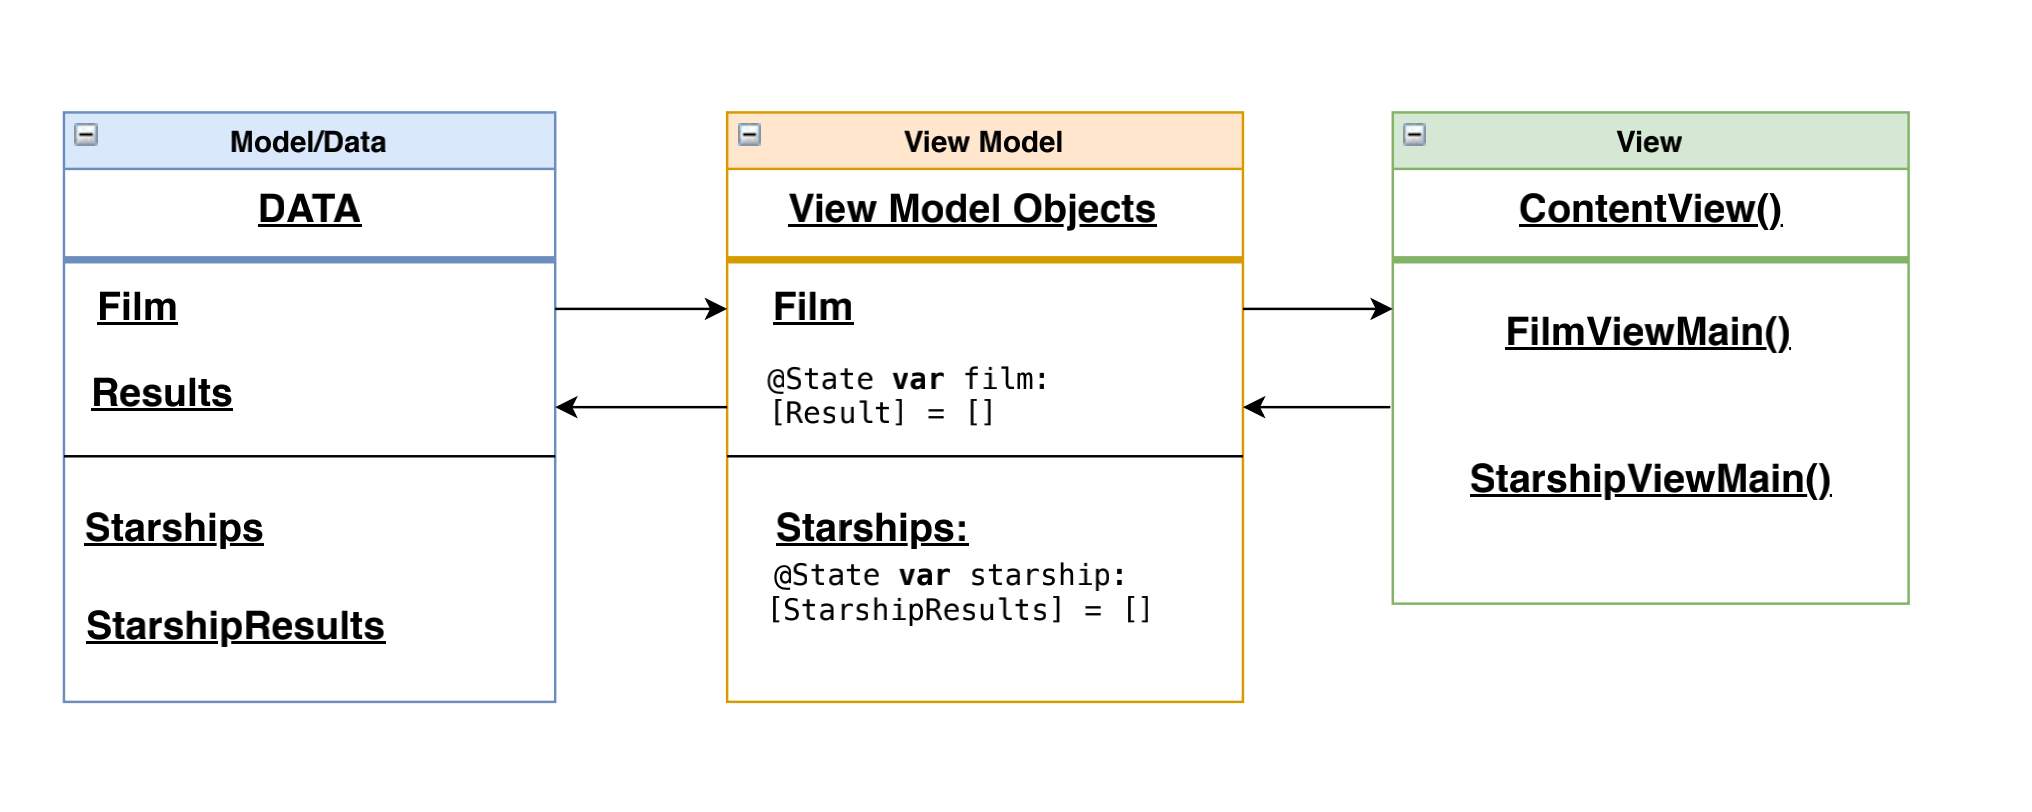 Model/Data
DATA
Film
Results
Starships
StarshipResults
View Model
View Model Objects
Film
@State var film:
[Result] = []
Starships:
@State var starship:
[StarshipResults] = []
View
ContentView()
FilmViewMain()
StarshipViewMain()